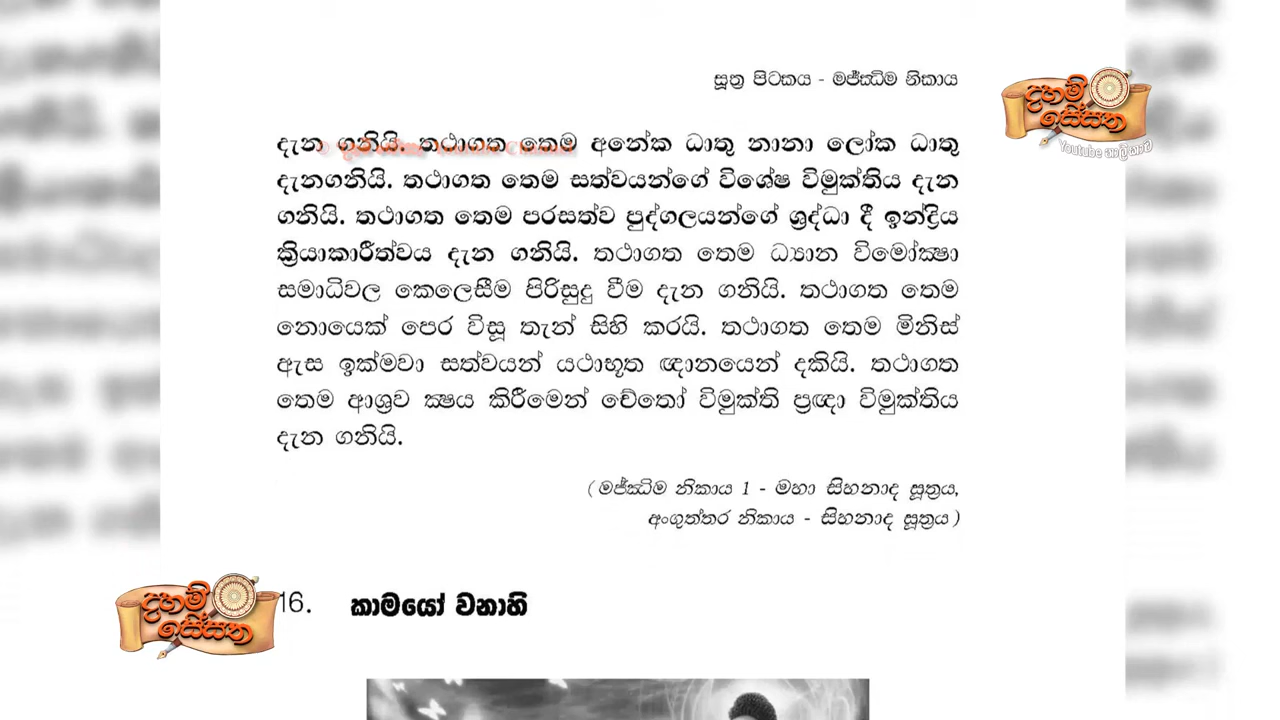 සූත්‍ර පිටකය - මජ්ඣිම නිකාය
දහම් සේසත
Youtube නාලිකාව
දැන ගනියි. තථාගත තෙම අනේක ධාතු නානා ලෝක ධාතු
දැනගනියි. තථාගත තෙම සත්වයන්ගේ විශේෂ විමුක්තිය දැන
ගනියි. තථාගත තෙම පරසත්ව පුද්ගලයන්ගේ ශ්‍රද්ධා දී ඉන්ද්‍රිය
ක්‍රියාකාරීත්වය දැන ගනියි. තථාගත තෙම ධ්‍යාන විමෝක්‍ෂා
සමාධිවල කෙලෙසීම පිරිසුදු වීම දැන ගනියි. තථාගත තෙම
නොයෙක් පෙර විසූ තැන් සිහි කරයි. තථාගත තෙම මිනිස්
ඇස ඉක්මවා සත්වයන් යථාභූත ඥානයෙන් දකියි. තථාගත
තෙම ආශ්‍රව ක්‍ෂය කිරීමෙන් චේතෝ විමුක්ති ප්‍රඥා විමුක්තිය
දැන ගනියි.
(මජ්ඣිම නිකාය 1 - මහා සිහනාද සූත්‍රය,
අංගුත්තර නිකාය - සිහනාද සූත්‍රය)
දහම් සේසත
16. කාමයෝ වනාහි